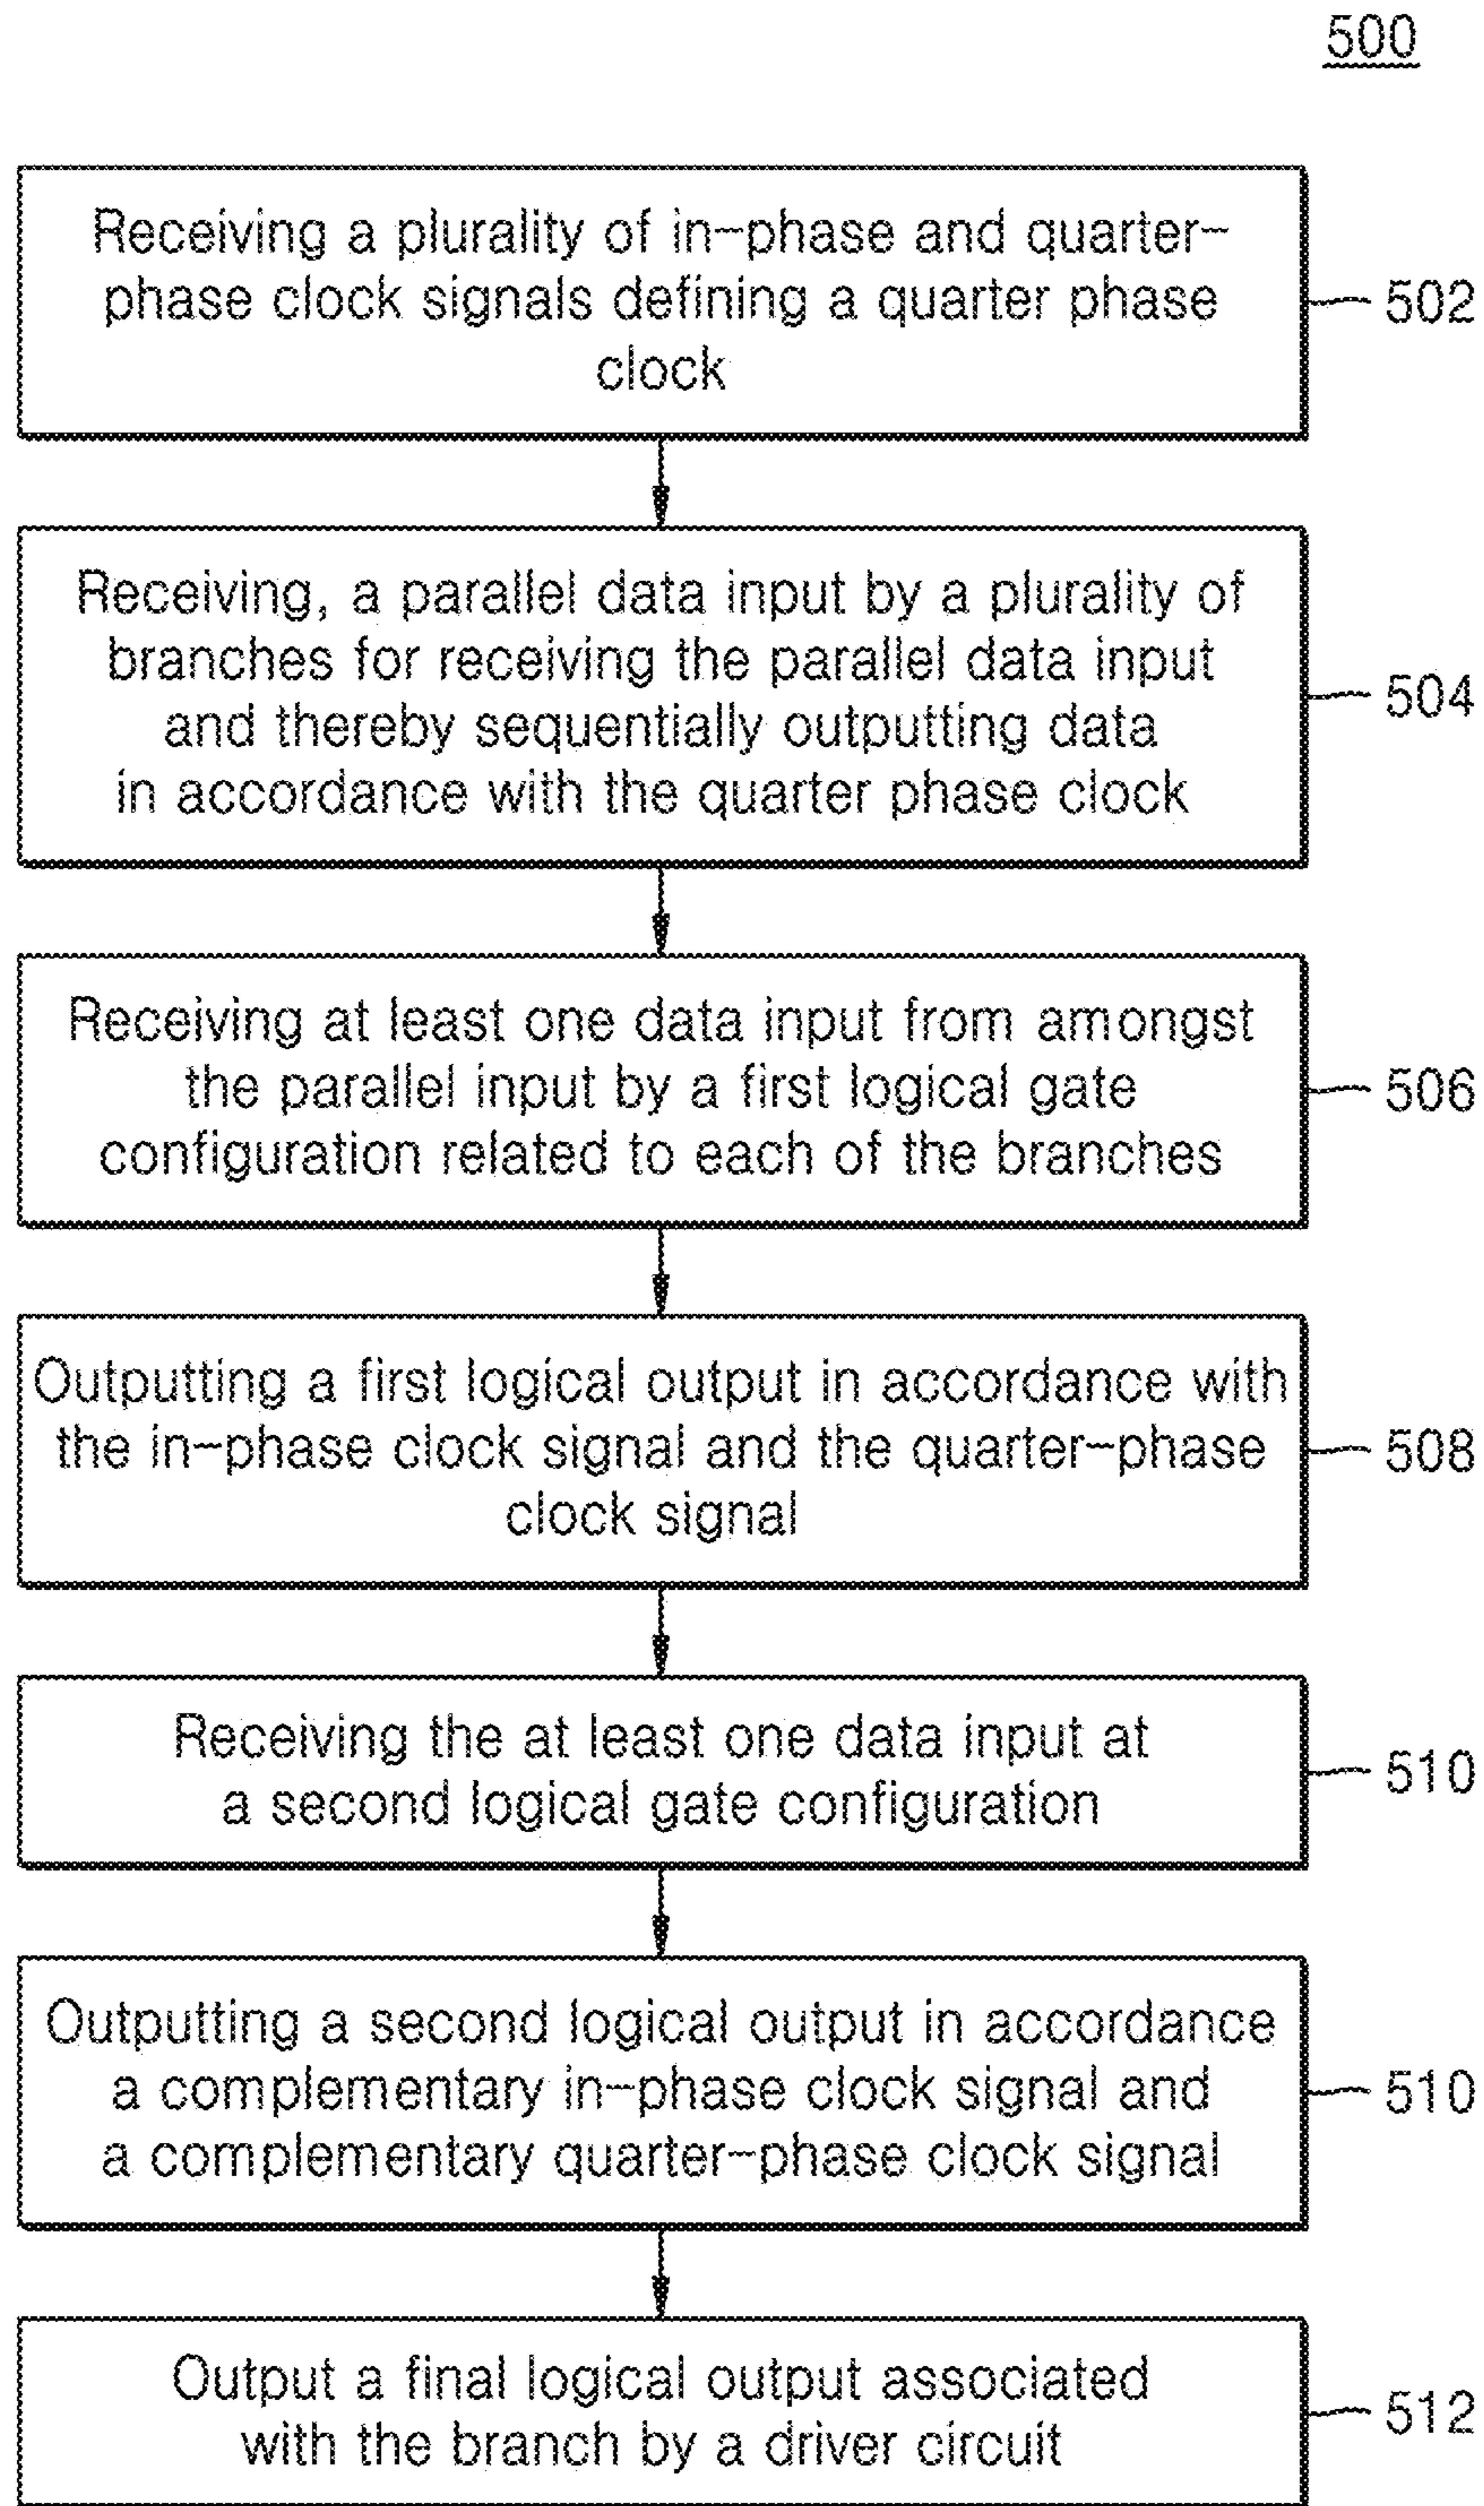 500
Receiving a plurality of in-phase and quarter-
phase clock signals defining a quarter phase
clock
502
Receiving, a parallel data input by a plurality of
branches for receiving the parallel data input
and thereby sequentially outputting data
in accordance with the quarter phase clock
504
Receiving at least one data input from amongst
the parallel input by a first logical gate
configuration related to each of the branches
506
Outputting a first logical output in accordance with
the in-phase clock signal and the quarter-phase
clock signal
508
Receiving the at least one data input at
a second logical gate configuration
510
Outputting a second logical output in accordance
a complementary in-phase clock signal and
a complementary quarter-phase clock signal
510
Output a final logical output associated
with the branch by a driver circuit
512